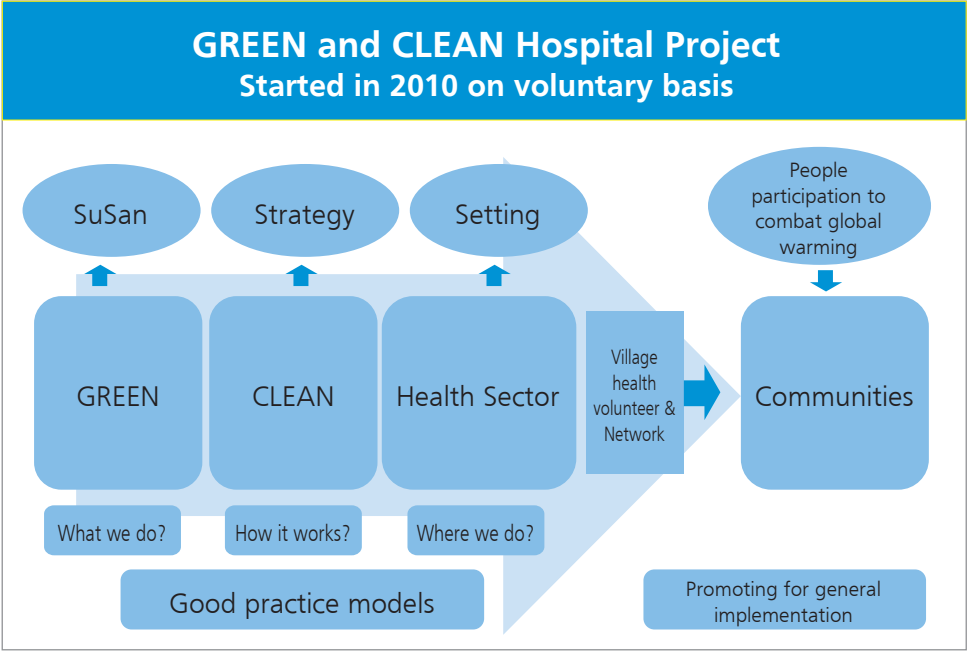 GREEN and CLEAN Hospital Project
Started in 2010 on voluntary basis
SuSan
Strategy
Setting
People
participation to
combat global
warming
GREEN
CLEAN
Health Sector
Village
health
volunteer &
Network
Communities
What we do?
How it works?
Where we do?
Good practice models
Promoting for general
implementation